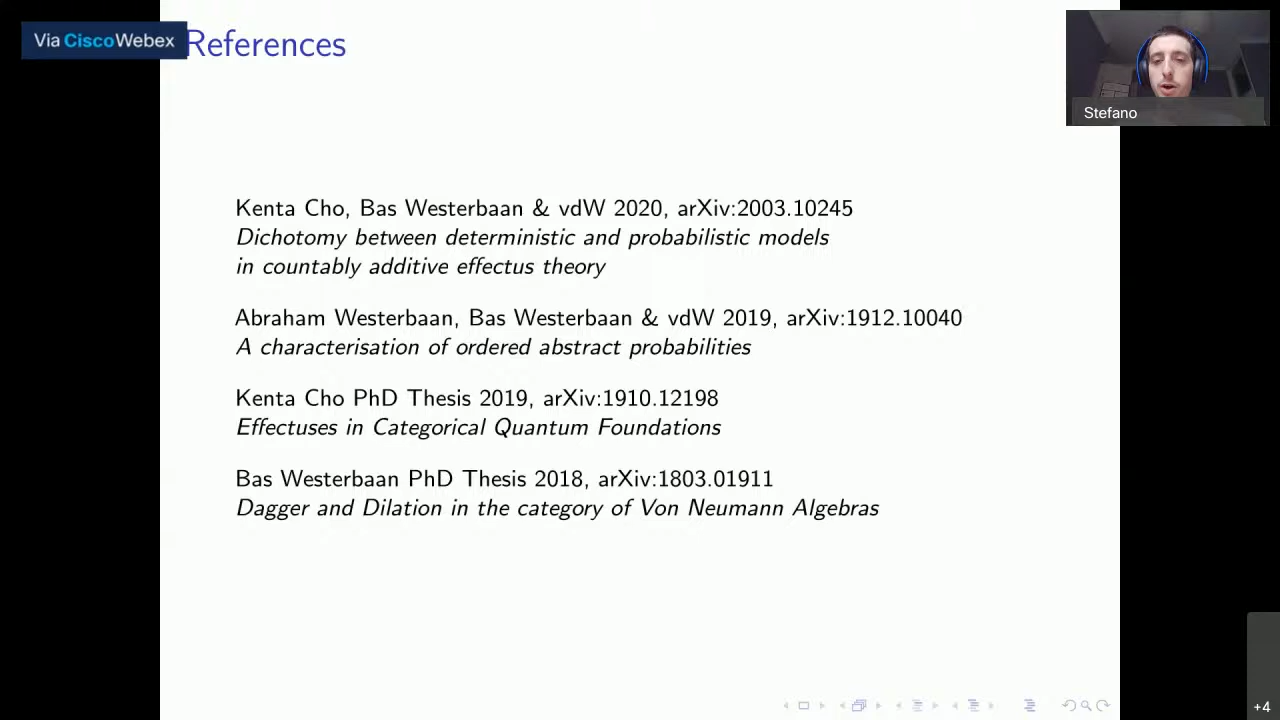 Via Cisco Webex
References
Stefano
Kenta Cho, Bas Westerbaan & vdW 2020, arXiv:2003.10245
Dichotomy between deterministic and probabilistic models
in countably additive effectus theory
Abraham Westerbaan, Bas Westerbaan & vdW 2019, arXiv:1912.10040
A characterisation of ordered abstract probabilities
Kenta Cho PhD Thesis 2019, arXiv:1910.12198
Effectuses in Categorical Quantum Foundations
Bas Westerbaan PhD Thesis 2018, arXiv:1803.01911
Dagger and Dilation in the category of Von Neumann Algebras
+4